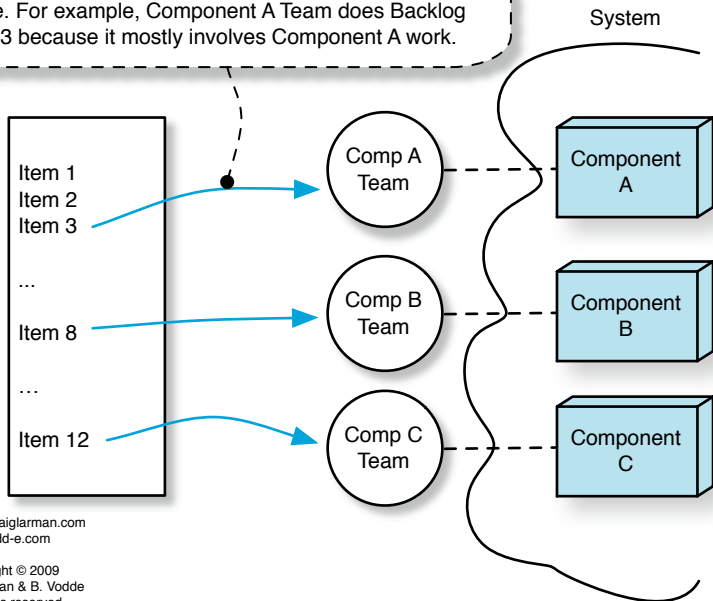 e. For example, Component A Team does Backlog
3 because it mostly involves Component A work.
System
Item 1
Item 2
Item 3
...
Item 8
...
Item 12
Comp A
Team
Comp B
Team
Comp C
Team
Component
A
Component
B
Component
C
aiglarman.com
dd-e.com
ght © 2009
an & B. Vodde